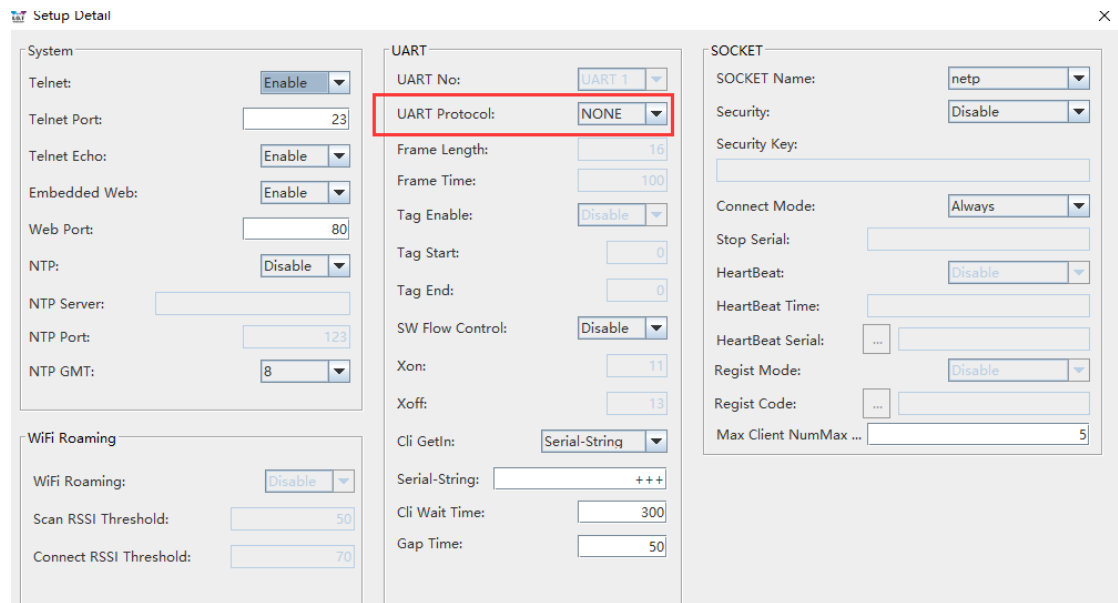 Setup Detail
System
Telnet: Enable
Telnet Port: 23
Telnet Echo: Enable
Embedded Web: Enable
Web Port: 80
NTP: Disable
NTP Server:
NTP Port: 123
NTP GMT: 8
WiFi Roaming
WiFi Roaming: Disable
Scan RSSI Threshold: 50
Connect RSSI Threshold: 70
UART
UART No: UART 1
UART Protocol: NONE
Frame Length: 16
Frame Time: 100
Tag Enable: Disable
Tag Start: 0
Tag End: 0
SW Flow Control: Disable
Xon: 11
Xoff: 13
Cli GetIn: Serial-String
Serial-String: +++
Cli Wait Time: 300
Gap Time: 50
SOCKET
SOCKET Name: netp
Security: Disable
Security Key:
Connect Mode: Always
Stop Serial:
HeartBeat: Disable
HeartBeat Time:
HeartBeat Serial: ...
Regist Mode: Disable
Regist Code: ...
Max Client NumMax ... 5